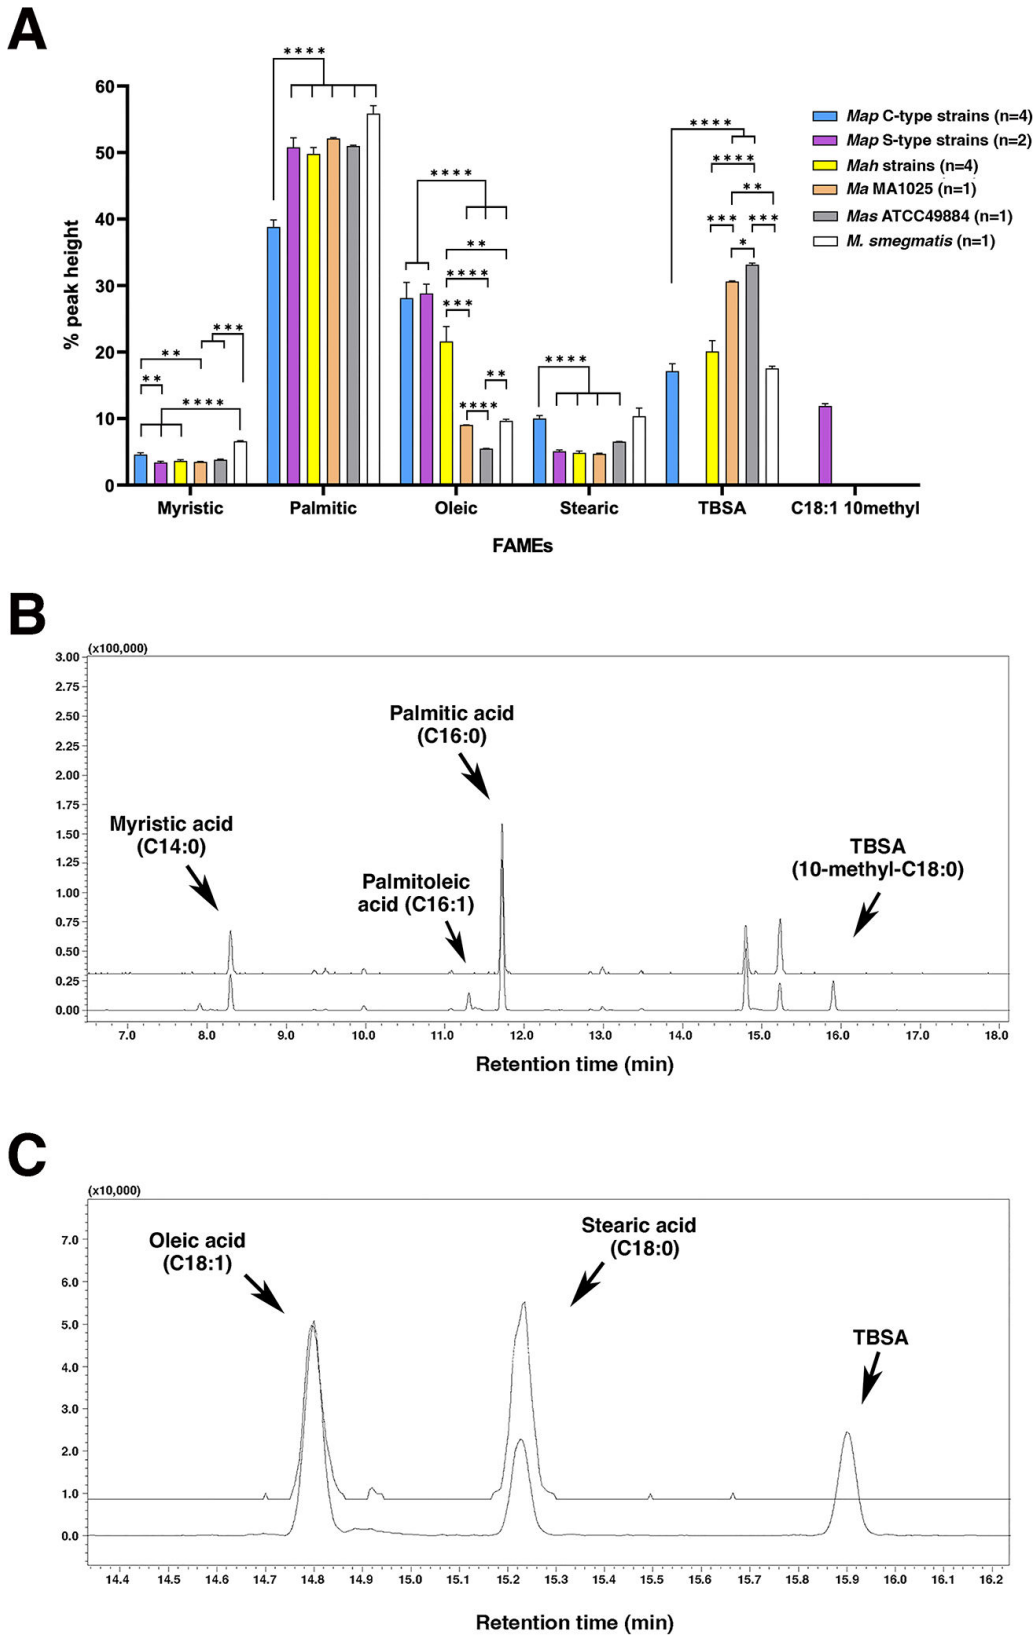 A
60
50
40
30
20
10
0
% peak height
****
****
****
**
****
***
****
**
****
**
***
**
****
****
****
**
***
***
*
Map C-type strains (n=4)
Map S-type strains (n=2)
Mah strains (n=4)
Ma MA1025 (n=1)
Mas ATCC49884 (n=1)
M. smegmatis (n=1)
Myristic Palmitic Oleic Stearic TBSA C18:1 10methyl
FAMEs
B
(x100,000)
3.00
2.75
2.50
2.25
2.00
1.75
1.50
1.25
1.00
0.75
0.50
0.25
0.00
Palmitic acid
(C16:0)
Myristic acid
(C14:0)
Palmitoleic
acid (C16:1)
TBSA
(10-methyl-C18:0)
7.0 8.0 9.0 10.0 11.0 12.0 13.0 14.0 15.0 16.0 17.0 18.0
Retention time (min)
C
(x10,000)
7.0
6.0
5.0
4.0
3.0
2.0
1.0
0.0
Oleic acid
(C18:1)
Stearic acid
(C18:0)
TBSA
14.4 14.5 14.6 14.7 14.8 14.9 15.0 15.1 15.2 15.3 15.4 15.5 15.6 15.7 15.8 15.9 16.0 16.1 16.2
Retention time (min)